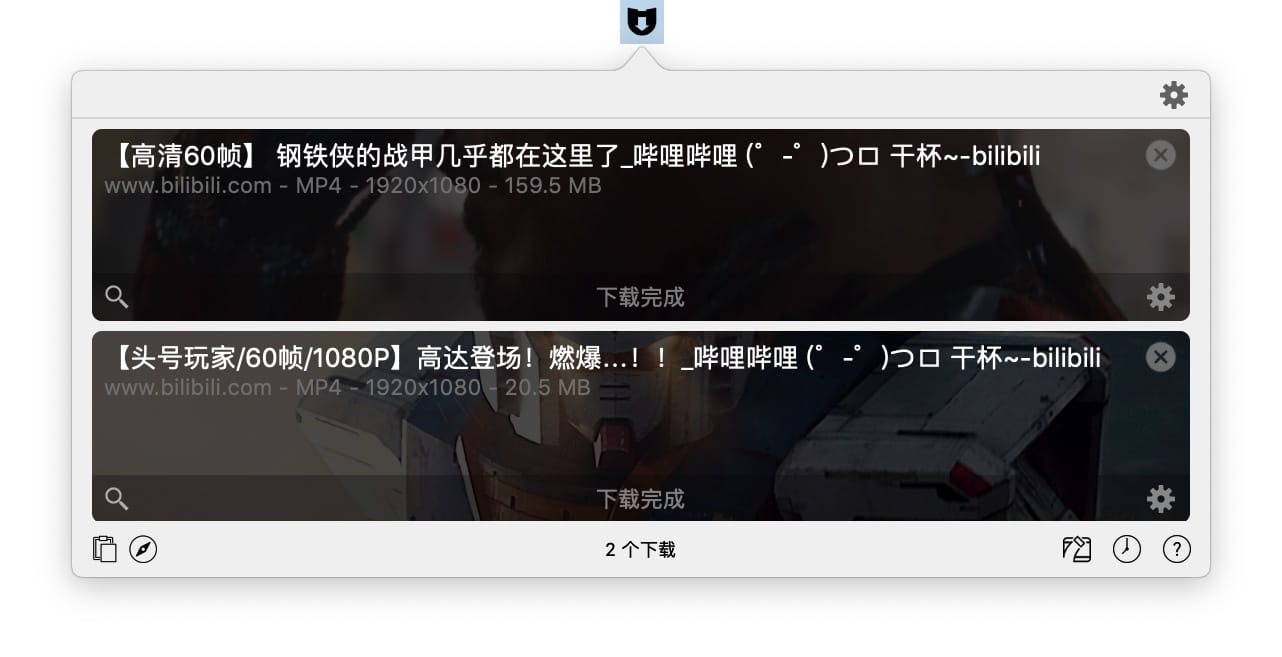 【高清60帧】 钢铁侠的战甲几乎都在这里了_哔哩哔哩 (゜-゜)つロ 干杯~-bilibili
www.bilibili.com - MP4 - 1920x1080 - 159.5 MB
下载完成
【头号玩家/60帧/1080P】高达登场！燃爆...！！_哔哩哔哩 (゜-゜)つロ 干杯~-bilibili
www.bilibili.com - MP4 - 1920x1080 - 20.5 MB
下载完成
2 个下载